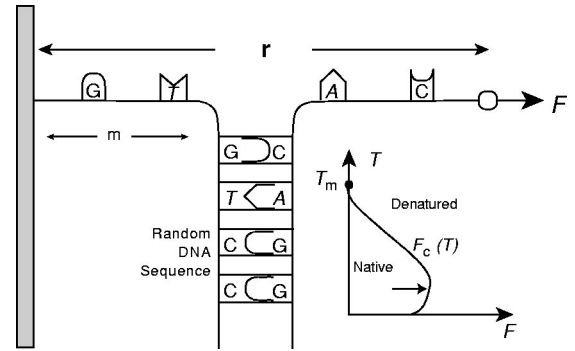 r
G T A C
F
m
G C
T A
C G
C G
Random
DNA
Sequence
T
Tm
Denatured
Fc (T)
Native
F